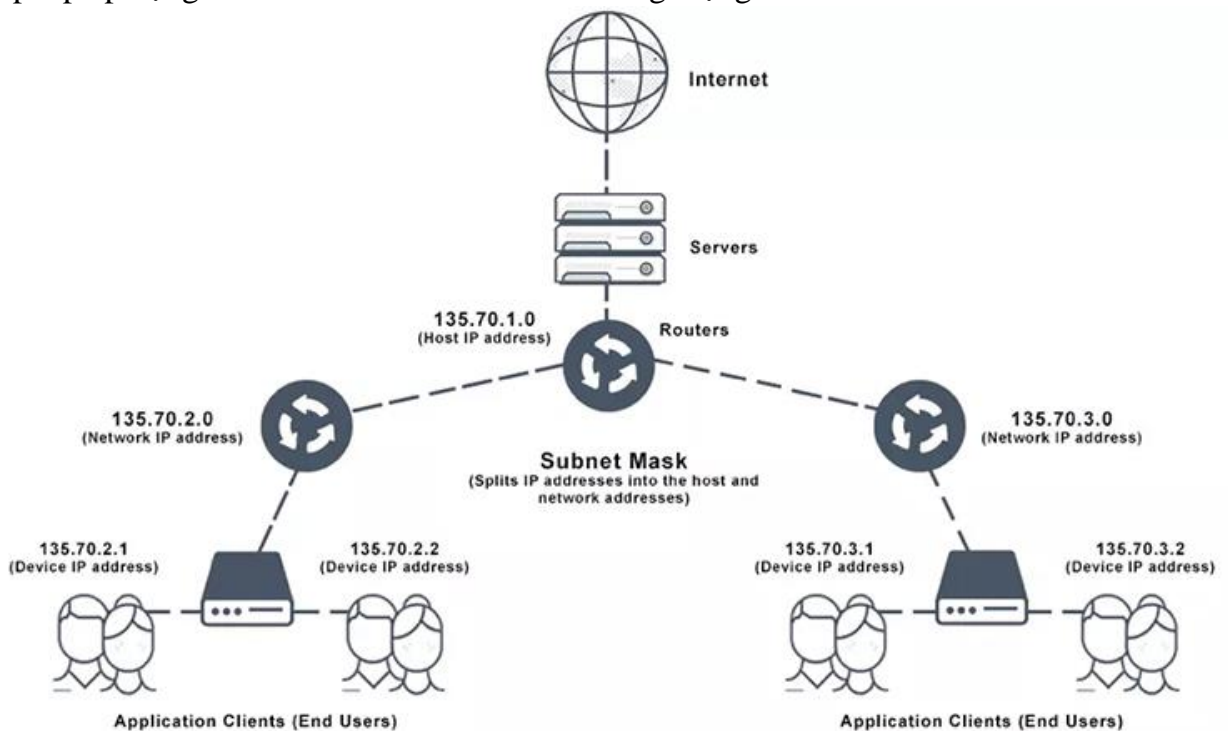 Internet
Servers
135.70.1.0
(Host IP address)
Routers
135.70.2.0
(Network IP address)
135.70.3.0
(Network IP address)
Subnet Mask
(Splits IP addresses into the host and
network addresses)
135.70.2.1
(Device IP address)
135.70.2.2
(Device IP address)
135.70.3.1
(Device IP address)
135.70.3.2
(Device IP address)
Application Clients (End Users)
Application Clients (End Users)